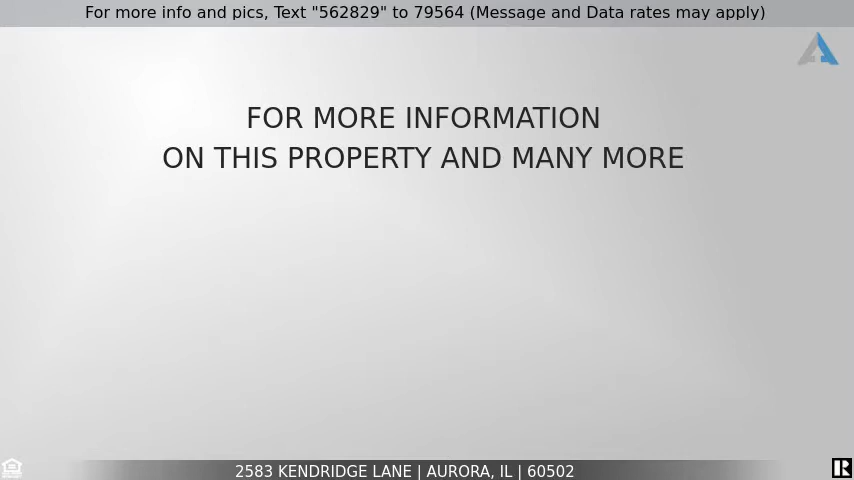 For more info and pics, Text "562829" to 79564 (Message and Data rates may apply)
FOR MORE INFORMATION
ON THIS PROPERTY AND MANY MORE
2583 KENDRIDGE LANE | AURORA, IL | 60502